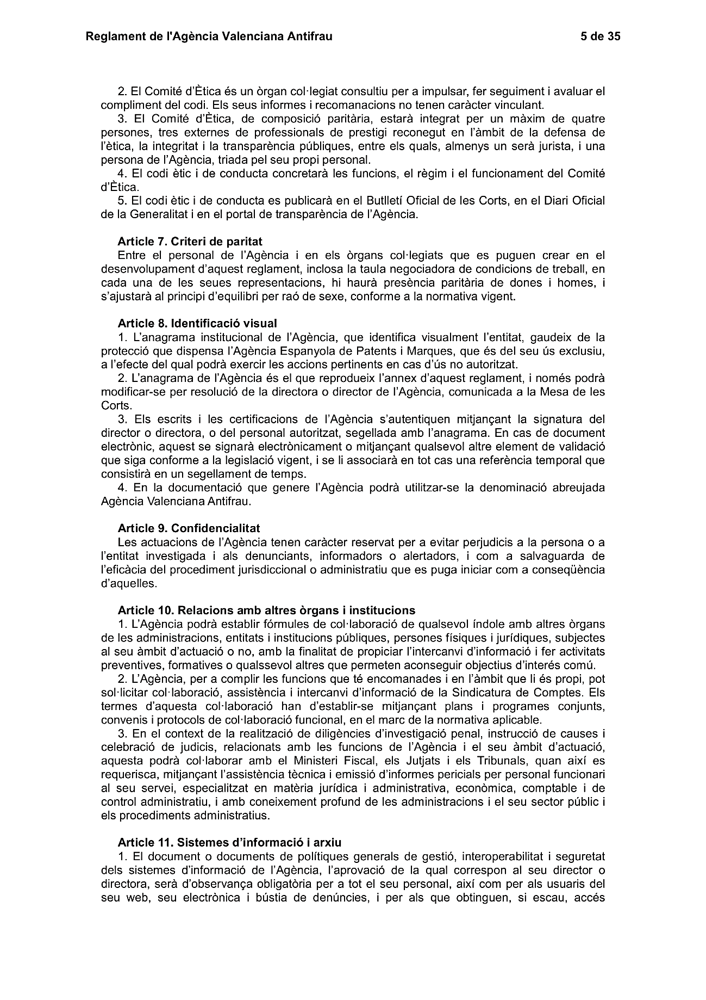 Reglament de l'Agència Valenciana Antifrau 5 de 35
2. El Comité d’Ètica és un òrgan col·legiat consultiu per a impulsar, fer seguiment i avaluar el
compliment del codi. Els seus informes i recomanacions no tenen caràcter vinculant.
3. El Comité d’Ètica, de composició paritària, estarà integrat per un màxim de quatre
persones, tres externes de professionals de prestigi reconegut en l’àmbit de la defensa de
l’ètica, la integritat i la transparència públiques, entre els quals, almenys un serà jurista, i una
persona de l’Agència, triada pel seu propi personal.
4. El codi ètic i de conducta concretarà les funcions, el règim i el funcionament del Comité
d’Ètica.
5. El codi ètic i de conducta es publicarà en el Butlletí Oficial de les Corts, en el Diari Oficial
de la Generalitat i en el portal de transparència de l’Agència.
Article 7. Criteri de paritat
Entre el personal de l’Agència i en els òrgans col·legiats que es puguen crear en el
desenvolupament d’aquest reglament, inclosa la taula negociadora de condicions de treball, en
cada una de les seues representacions, hi haurà presència paritària de dones i homes, i
s’ajustarà al principi d’equilibri per raó de sexe, conforme a la normativa vigent.
Article 8. Identificació visual
1. L’anagrama institucional de l’Agència, que identifica visualment l’entitat, gaudeix de la
protecció que dispensa l’Agència Espanyola de Patents i Marques, que és del seu ús exclusiu,
a l’efecte del qual podrà exercir les accions pertinents en cas d’ús no autoritzat.
2. L’anagrama de l’Agència és el que reprodueix l’annex d’aquest reglament, i només podrà
modificar-se per resolució de la directora o director de l’Agència, comunicada a la Mesa de les
Corts.
3. Els escrits i les certificacions de l’Agència s’autentiquen mitjançant la signatura del
director o directora, o del personal autoritzat, segellada amb l’anagrama. En cas de document
electrònic, aquest se signarà electrònicament o mitjançant qualsevol altre element de validació
que siga conforme a la legislació vigent, i se li associarà en tot cas una referència temporal que
consistirà en un segellament de temps.
4. En la documentació que genere l’Agència podrà utilitzar-se la denominació abreujada
Agència Valenciana Antifrau.
Article 9. Confidencialitat
Les actuacions de l’Agència tenen caràcter reservat per a evitar perjudicis a la persona o a
l’entitat investigada i als denunciants, informadors o alertadors, i com a salvaguarda de
l’eficàcia del procediment jurisdiccional o administratiu que es puga iniciar com a conseqüència
d’aquelles.
Article 10. Relacions amb altres òrgans i institucions
1. L’Agència podrà establir fórmules de col·laboració de qualsevol índole amb altres òrgans
de les administracions, entitats i institucions públiques, persones físiques i jurídiques, subjectes
al seu àmbit d’actuació o no, amb la finalitat de propiciar l’intercanvi d’informació i fer activitats
preventives, formatives o qualssevol altres que permeten aconseguir objectius d’interés comú.
2. L’Agència, per a complir les funcions que té encomanades i en l’àmbit que li és propi, pot
sol·licitar col·laboració, assistència i intercanvi d’informació de la Sindicatura de Comptes. Els
termes d’aquesta col·laboració han d’establir-se mitjançant plans i programes conjunts,
convenis i protocols de col·laboració funcional, en el marc de la normativa aplicable.
3. En el context de la realització de diligències d’investigació penal, instrucció de causes i
celebració de judicis, relacionats amb les funcions de l’Agència i el seu àmbit d’actuació,
aquesta podrà col·laborar amb el Ministeri Fiscal, els Jutjats i els Tribunals, quan així es
requerisca, mitjançant l’assistència tècnica i emissió d’informes pericials per personal funcionari
al seu servei, especialitzat en matèria jurídica i administrativa, econòmica, comptable i de
control administratiu, i amb coneixement profund de les administracions i el seu sector públic i
els procediments administratius.
Article 11. Sistemes d’informació i arxiu
1. El document o documents de polítiques generals de gestió, interoperabilitat i seguretat
dels sistemes d’informació de l’Agència, l’aprovació de la qual correspon al seu director o
directora, serà d’observança obligatòria per a tot el seu personal, així com per als usuaris del
seu web, seu electrònica i bústia de denúncies, i per als que obtinguen, si escau, accés